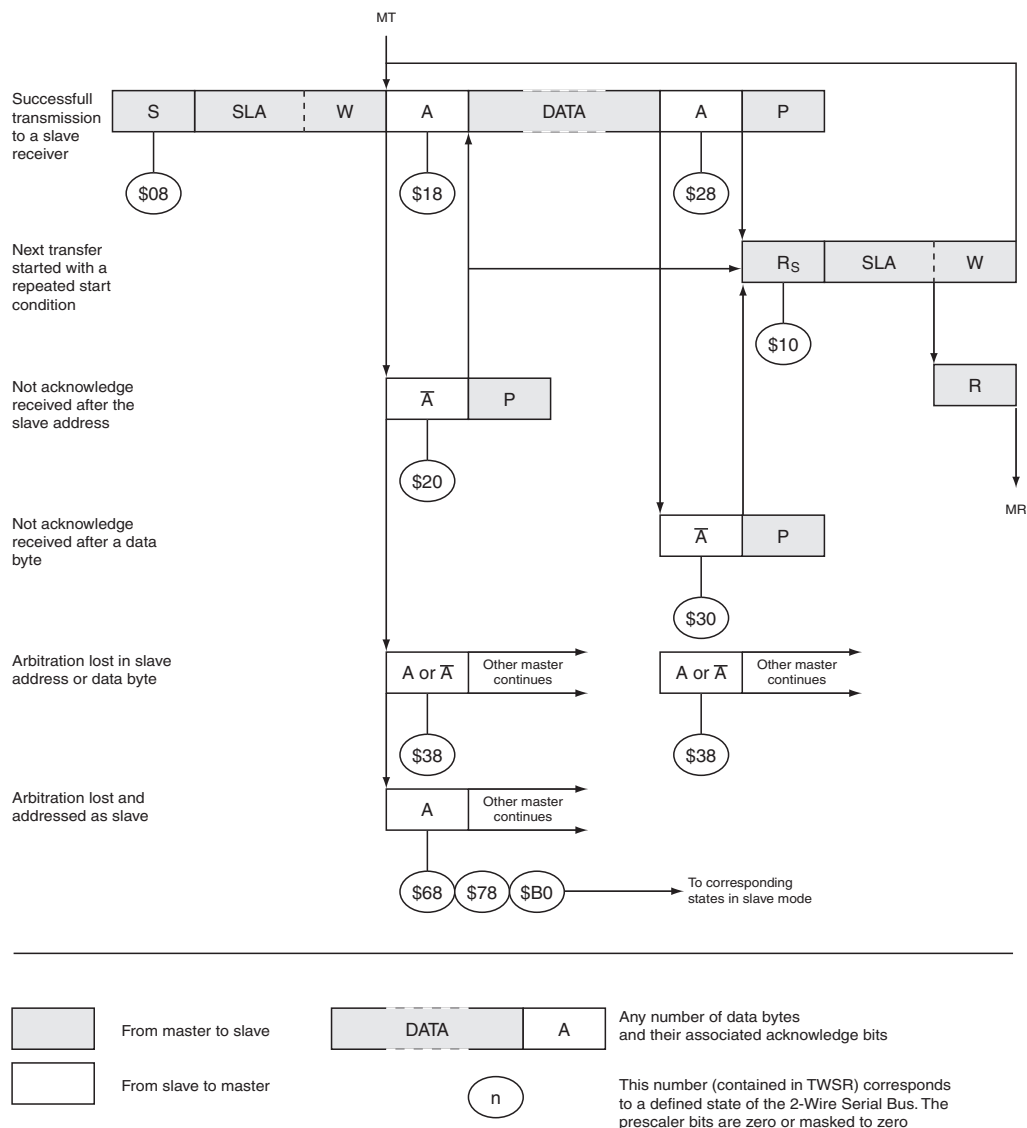 MT
Successfull
transmission
to a slave
receiver
S SLA W A DATA A P
$08 $18 $28
Next transfer
started with a
repeated start
condition
RS SLA W
$10
Not acknowledge
received after the
slave address
A̅ P
R
$20
MR
Not acknowledge
received after a data
byte
A̅ P
$30
Arbitration lost in slave
address or data byte
A or A̅ Other master
continues
A or A̅ Other master
continues
$38 $38
Arbitration lost and
addressed as slave
A Other master
continues
$68 $78 $B0
To corresponding
states in slave mode
From master to slave
DATA A
Any number of data bytes
and their associated acknowledge bits
From slave to master
n
This number (contained in TWSR) corresponds
to a defined state of the 2-Wire Serial Bus. The
prescaler bits are zero or masked to zero